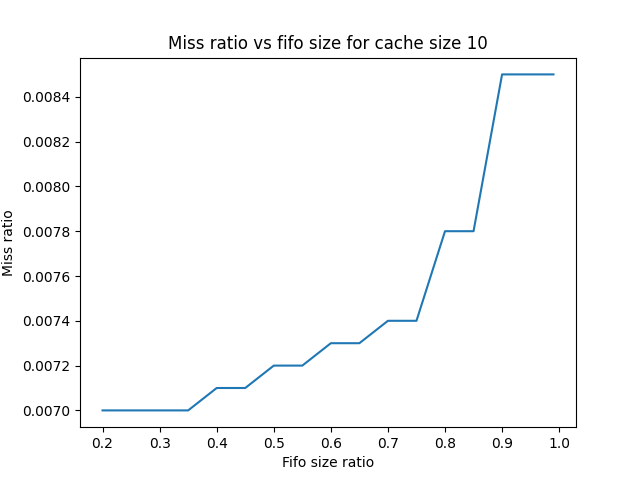 Miss ratio vs fifo size for cache size 10
Miss ratio
0.0084
0.0082
0.0080
0.0078
0.0076
0.0074
0.0072
0.0070
0.2 0.3 0.4 0.5 0.6 0.7 0.8 0.9 1.0
Fifo size ratio